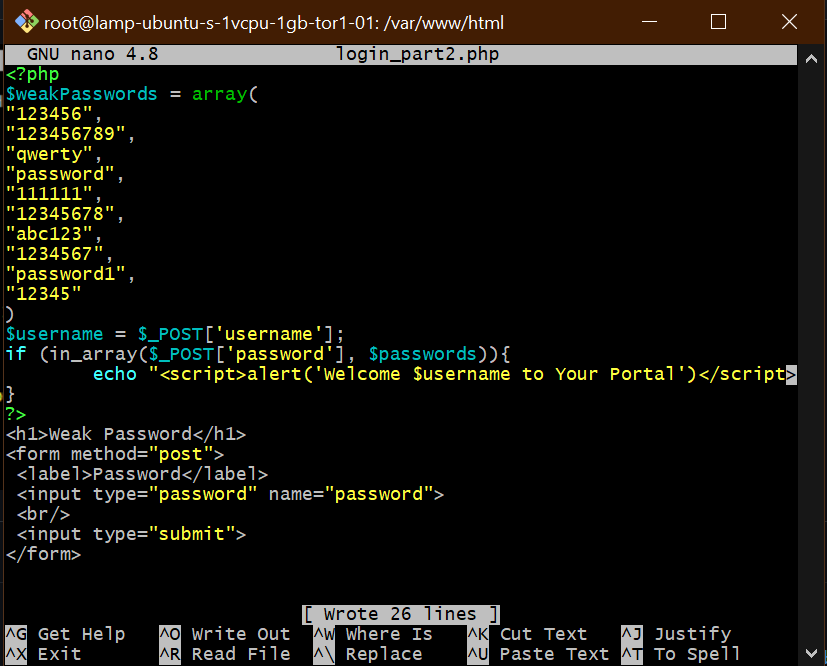 root@lamp-ubuntu-s-1vcpu-1gb-tor1-01: /var/www/html
GNU nano 4.8 login_part2.php
<?php
$weakPasswords = array(
"123456",
"123456789",
"qwerty",
"password",
"111111",
"12345678",
"abc123",
"1234567",
"password1",
"12345"
)
$username = $_POST['username'];
if (in_array($_POST['password'], $passwords)){
        echo "<script>alert('Welcome $username to Your Portal')</script>
}
?>
<h1>Weak Password</h1>
<form method="post">
 <label>Password</label>
 <input type="password" name="password">
 <br/>
 <input type="submit">
</form>
[ Wrote 26 lines ]
^G Get Help ^O Write Out ^W Where Is ^K Cut Text ^J Justify
^X Exit ^R Read File ^\ Replace ^U Paste Text ^T To Spell